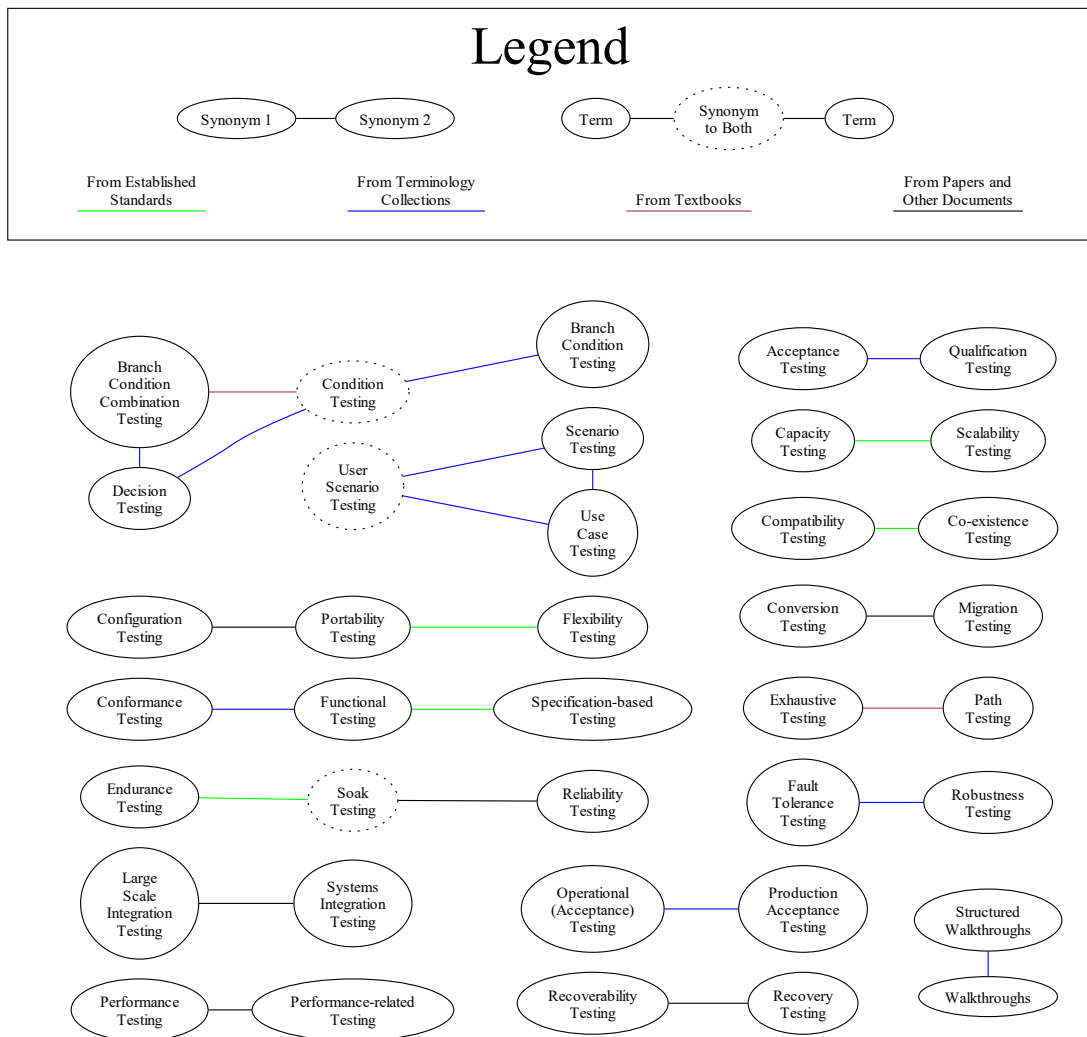 Legend
Synonym 1
Synonym 2
Term
Synonym
to Both
Term
From Established
Standards
From Terminology
Collections
From Textbooks
From Papers and
Other Documents
Branch
Condition
Combination
Testing
Condition
Testing
Branch
Condition
Testing
Decision
Testing
User
Scenario
Testing
Scenario
Testing
Use
Case
Testing
Acceptance
Testing
Qualification
Testing
Capacity
Testing
Scalability
Testing
Compatibility
Testing
Co-existence
Testing
Configuration
Testing
Portability
Testing
Flexibility
Testing
Conversion
Testing
Migration
Testing
Conformance
Testing
Functional
Testing
Specification-based
Testing
Exhaustive
Testing
Path
Testing
Endurance
Testing
Soak
Testing
Reliability
Testing
Fault
Tolerance
Testing
Robustness
Testing
Large
Scale
Integration
Testing
Systems
Integration
Testing
Operational
(Acceptance)
Testing
Production
Acceptance
Testing
Structured
Walkthroughs
Walkthroughs
Performance
Testing
Performance-related
Testing
Recoverability
Testing
Recovery
Testing